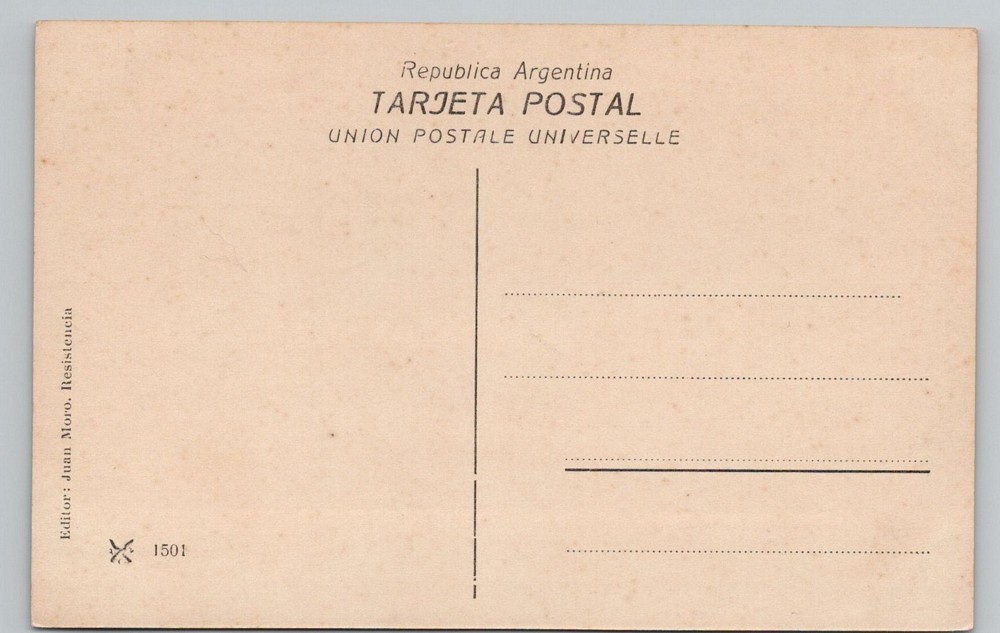 Republica Argentina
TARJETA POSTAL
UNION POSTALE UNIVERSELLE
Editor: Juan Moro. Resistencia
1501